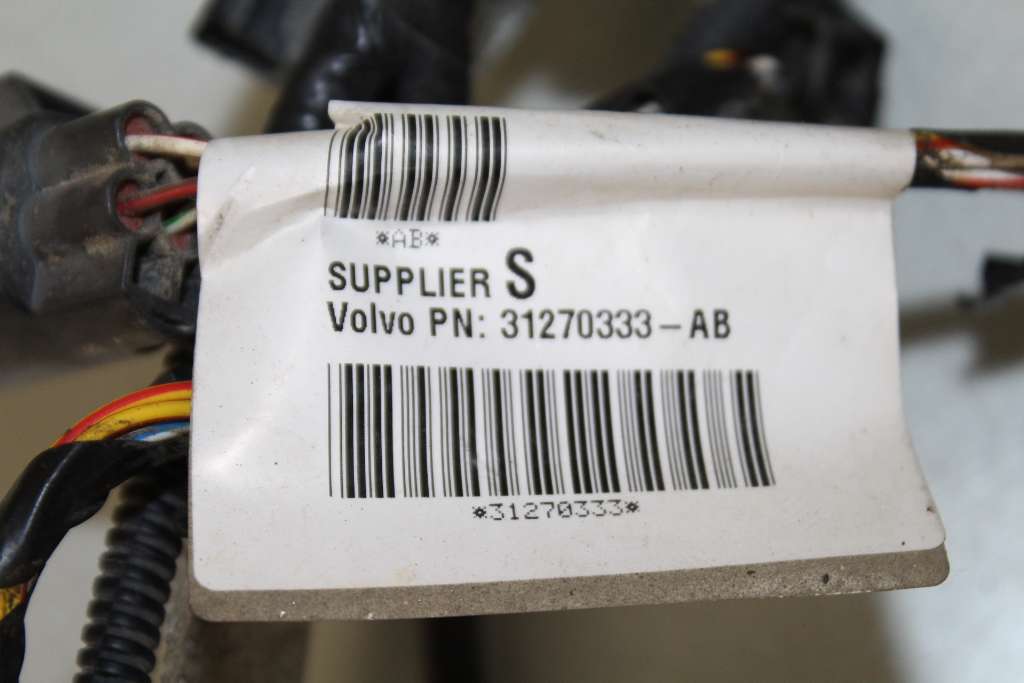 *AB*
SUPPLIER S
Volvo PN: 31270333-AB
*31270333*